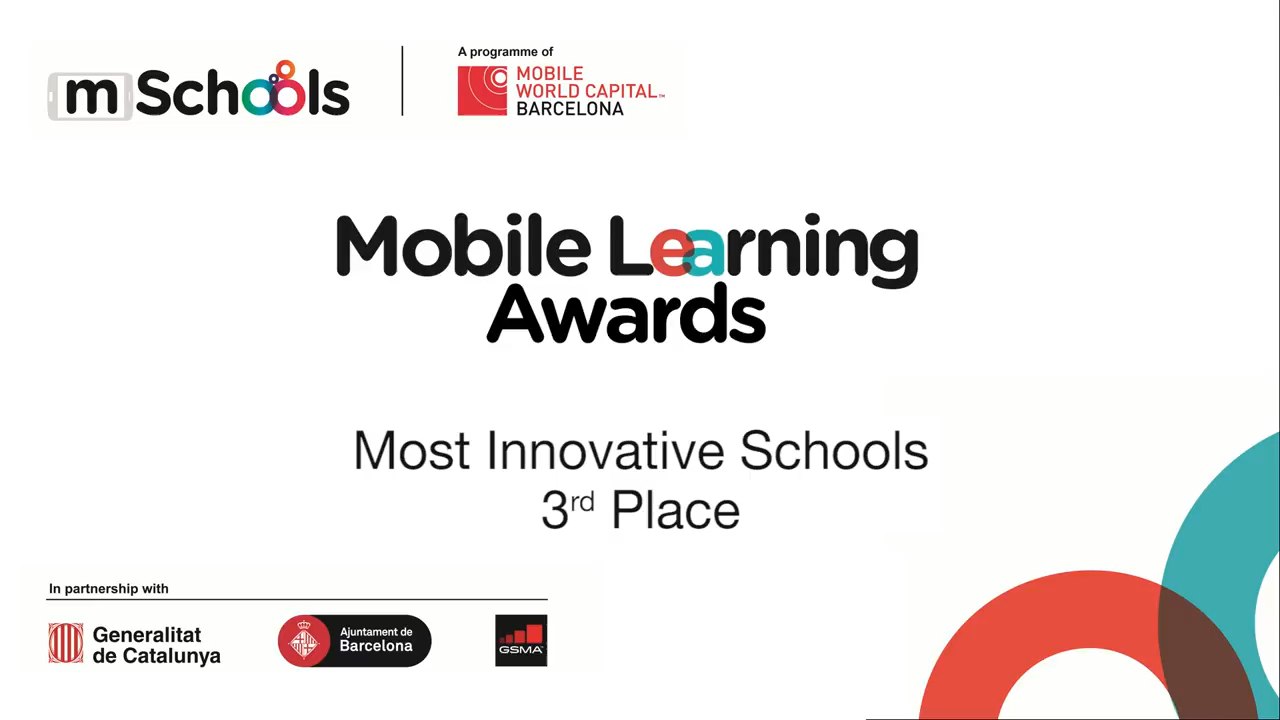 mSchools
A programme of
MOBILE
WORLD CAPITAL™
BARCELONA
Mobile Learning
Awards
Most Innovative Schools
3rd Place
In partnership with
Generalitat
de Catalunya
Ajuntament de
Barcelona
GSMA